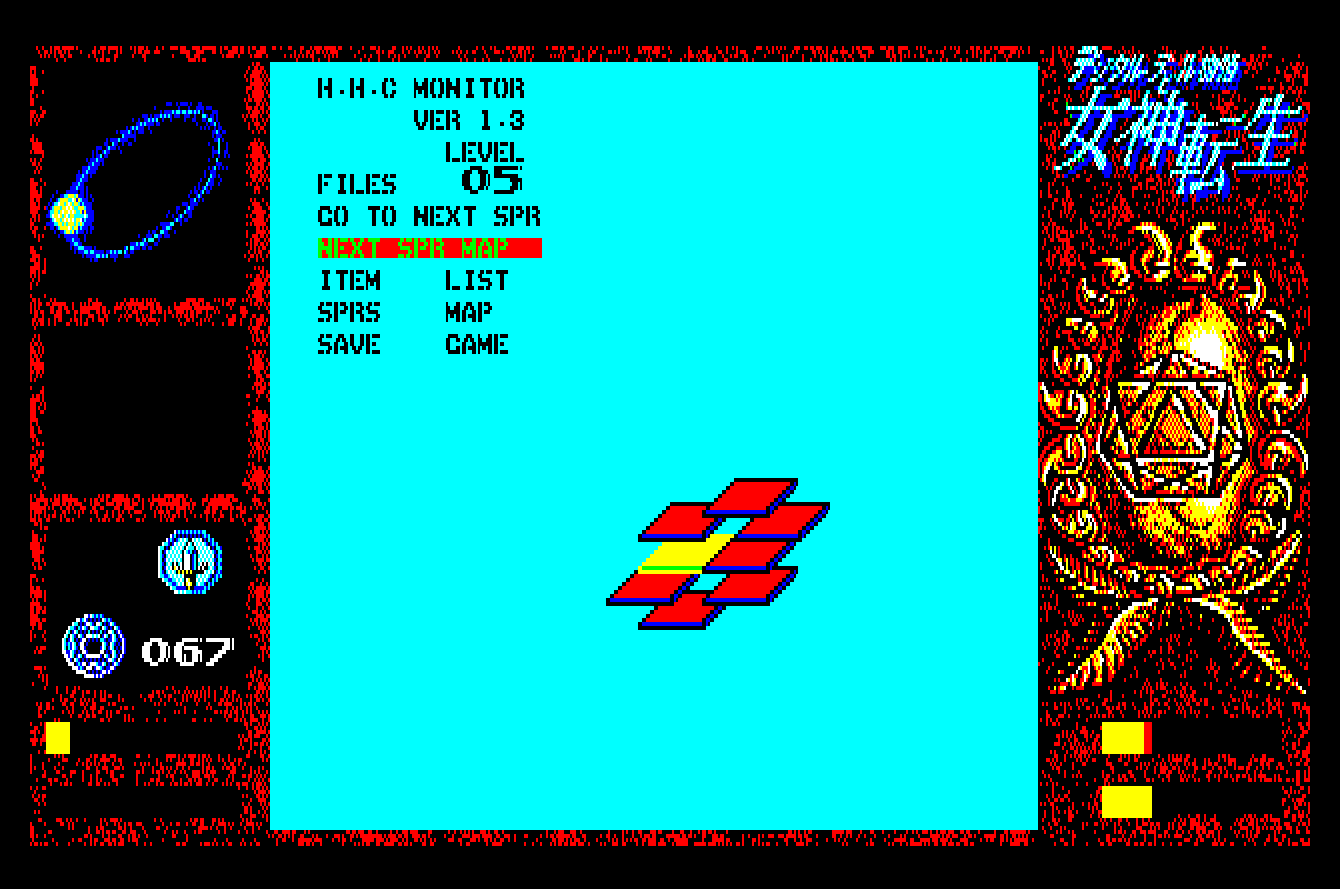 H.H.C MONITOR
VER 1.3
LEVEL
FILES 05
GO TO NEXT SPR
NEXT SPR MAP
ITEM LIST
SPRS MAP
SAVE GAME
067
デジタル・デビル物語
女神転生